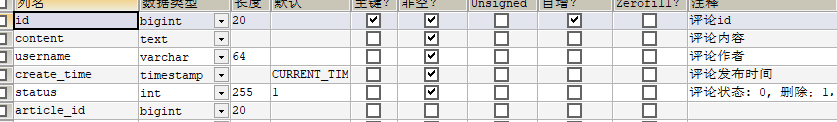 列名 数据类型 长度 默认 主键? 非空? Unsigned 自增? Zerofill? 注释
id bigint 20 评论id
content text 评论内容
username varchar 64 评论作者
create_time timestamp CURRENT_TIM 评论发布时间
status int 255 1 评论状态: 0, 删除; 1,
article_id bigint 20